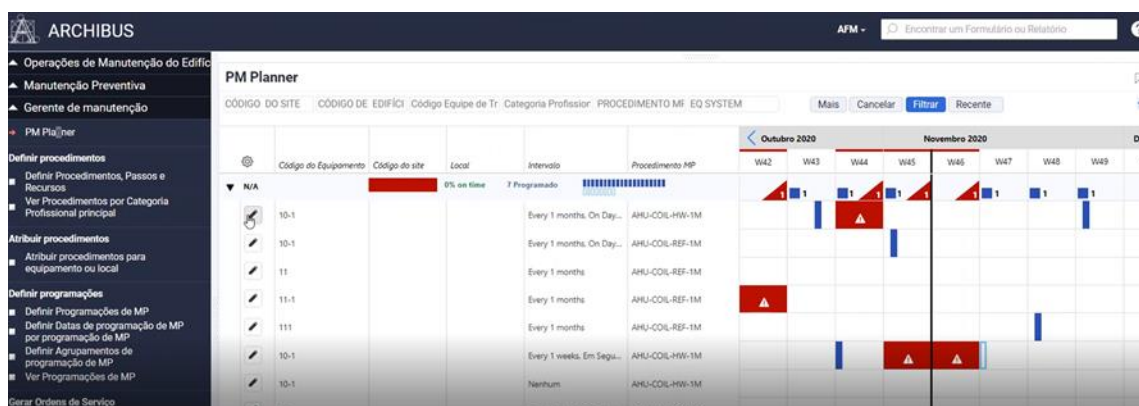 ARCHIBUS
AFM
Encontrar um Formulário ou Relatório
Operações de Manutenção do Edifíc
Manutenção Preventiva
Gerente de manutenção
PM Planner
Definir procedimentos
Definir Procedimentos, Passos e
Recursos
Ver Procedimentos por Categoria
Profissional principal
Atribuir procedimentos
Atribuir procedimentos para
equipamento ou local
Definir programações
Definir Programações de MP
Definir Datas de programação de MP
por programação de MP
Definir Agrupamentos de
programação de MP
Ver Programações de MP
Gerar Ordens de Serviço
PM Planner
CÓDIGO DO SITE CÓDIGO DE EDIFÍCI Código Equipe de Tr Categoria Profission PROCEDIMENTO MF EQ SYSTEM Mais Cancelar Filtrar Recente
Outubro 2020 Novembro 2020 D
Código do Equipamento Código do site Local Intervalo Procedimento MP W42 W43 W44 W45 W46 W47 W48 W49
N/A 0% on time 7 Programado 1 1 1 1 1 1 1 1 1 1
10-1 Every 1 months. On Day... AHU-COIL-HW-1M
10-1 Every 1 months. On Day... AHU-COIL-REF-1M
11 Every 1 months AHU-COIL-REF-1M
11-1 Every 1 months AHU-COIL-REF-1M
111 Every 1 months AHU-COIL-REF-1M
10-1 Every 1 weeks. Em Segu... AHU-COIL-HW-1M
10-1 Nenhum AHU-COIL-HW-1M